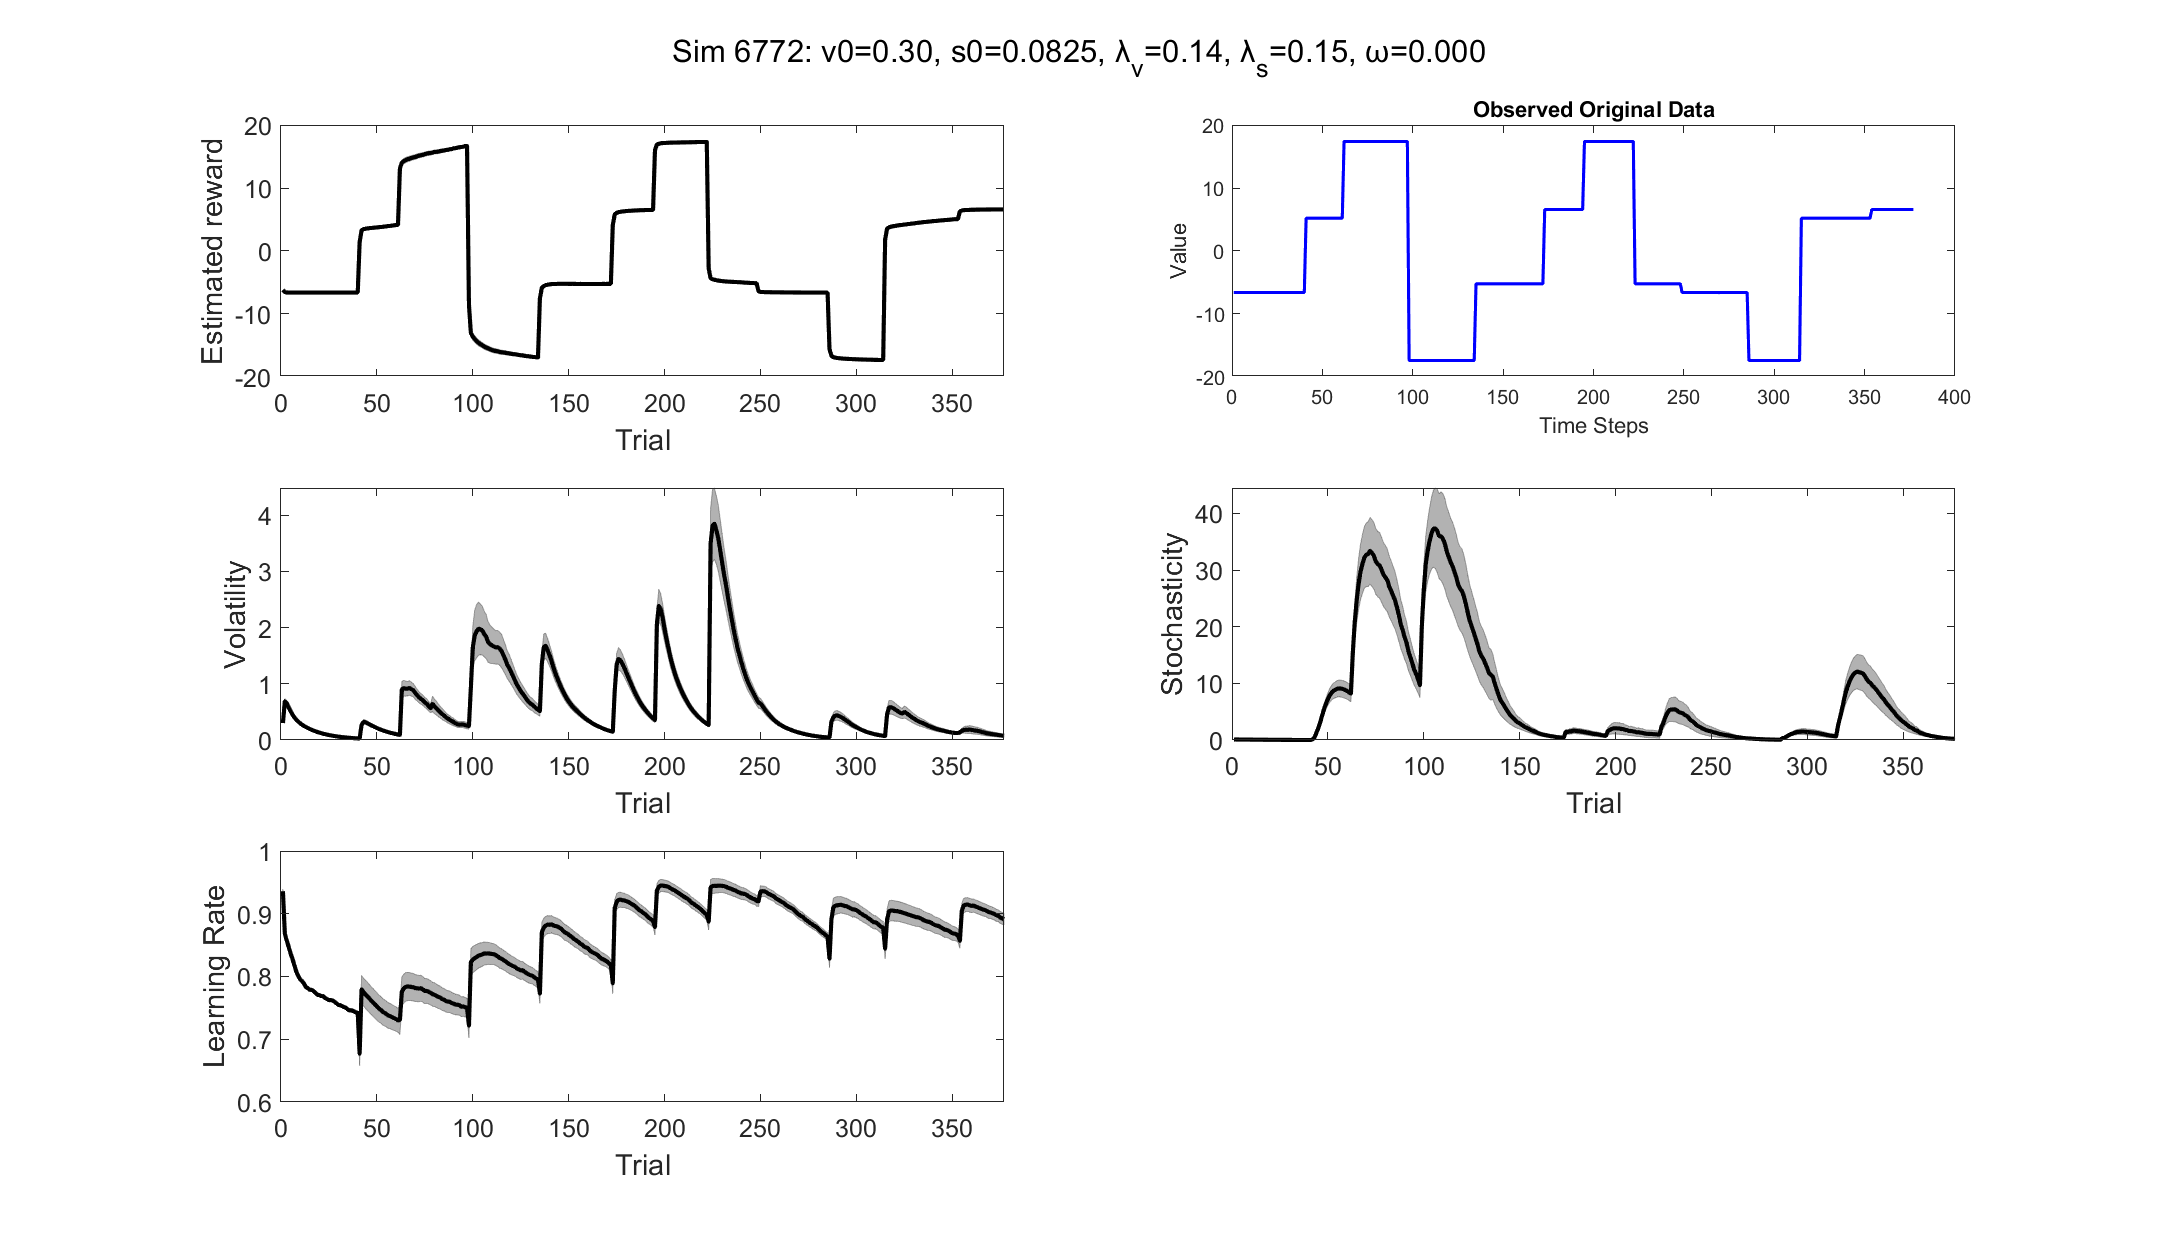 Sim 6772: v0=0.30, s0=0.0825, λ_v=0.14, λ_s=0.15, ω=0.000
Estimated reward
20
10
0
-10
-20
0 50 100 150 200 250 300 350
Trial
Observed Original Data
Value
20
10
0
-10
-20
0 50 100 150 200 250 300 350 400
Time Steps
Volatility
4
3
2
1
0
0 50 100 150 200 250 300 350
Trial
Stochasticity
40
30
20
10
0
0 50 100 150 200 250 300 350
Trial
Learning Rate
1
0.9
0.8
0.7
0.6
0 50 100 150 200 250 300 350
Trial